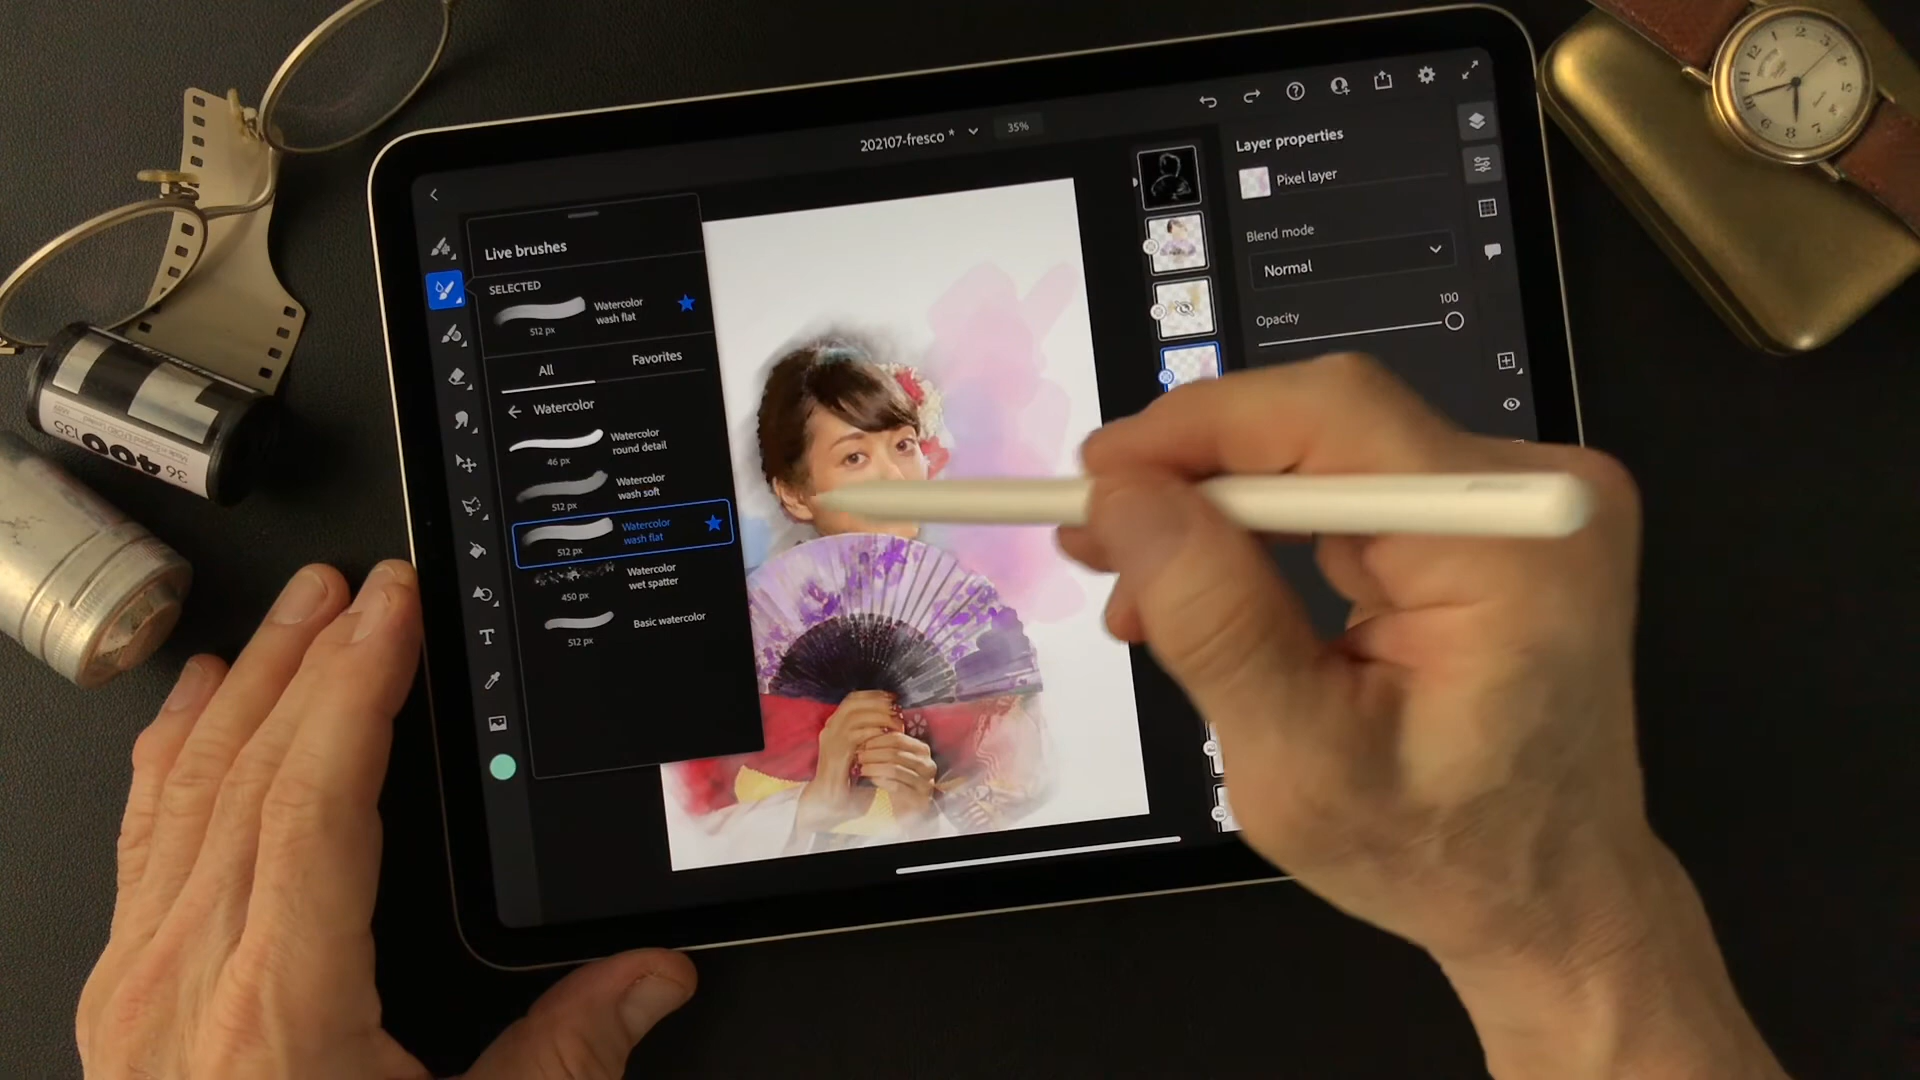 202107-fresco *
35%
Live brushes
SELECTED
Watercolor
wash flat
512 px
All
Favorites
Watercolor
Watercolor
round detail
46 px
Watercolor
wash soft
512 px
Watercolor
wash flat
512 px
Watercolor
wet spatter
450 px
Basic watercolor
512 px
T
Layer properties
Pixel layer
Blend mode
Normal
100
Opacity
400
36